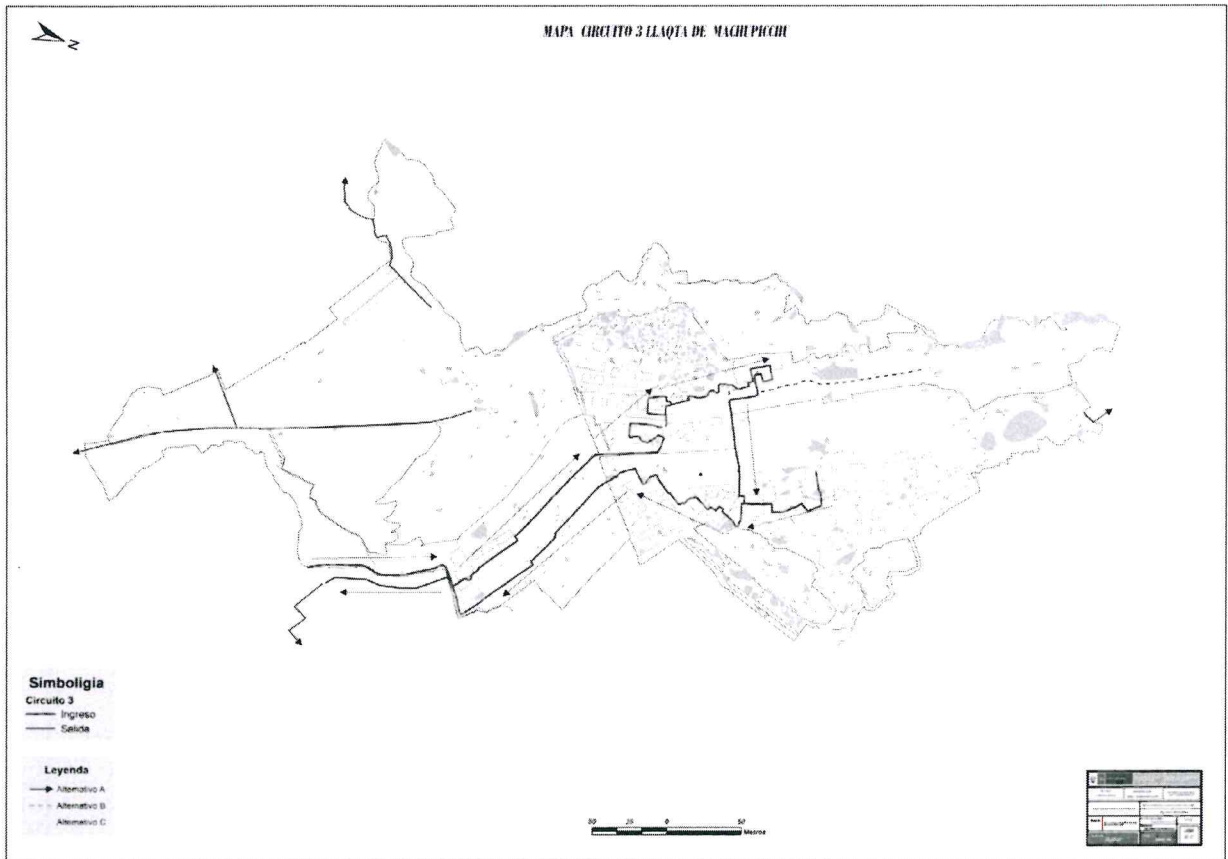 MAPA CIRCUITO 3 LLAQTA DE MACHUPICCHU
N
Simboligia
Circuito 3
Ingreso
Salida
Leyenda
Alternativo A
Alternativo B
Alternativo C
50 25 0 50
Metros